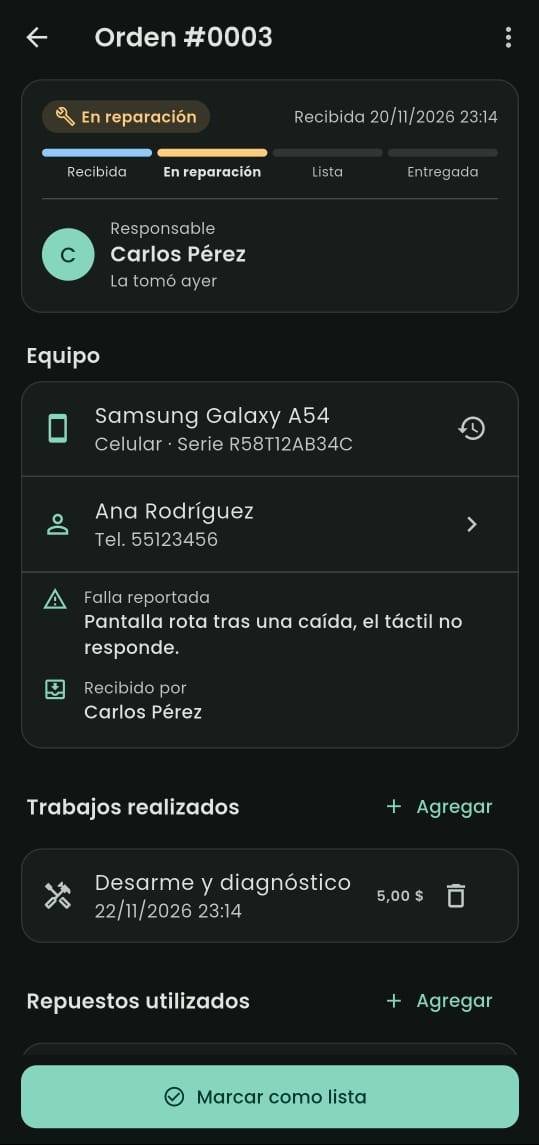 Orden #0003
En reparación
Recibida 20/11/2026 23:14
Recibida
En reparación
Lista
Entregada
C
Responsable
Carlos Pérez
La tomó ayer
Equipo
Samsung Galaxy A54
Celular · Serie R58T12AB34C
Ana Rodríguez
Tel. 55123456
Falla reportada
Pantalla rota tras una caída, el táctil no
responde.
Recibido por
Carlos Pérez
Trabajos realizados
+ Agregar
Desarme y diagnóstico
22/11/2026 23:14
5,00 $
Repuestos utilizados
+ Agregar
Marcar como lista